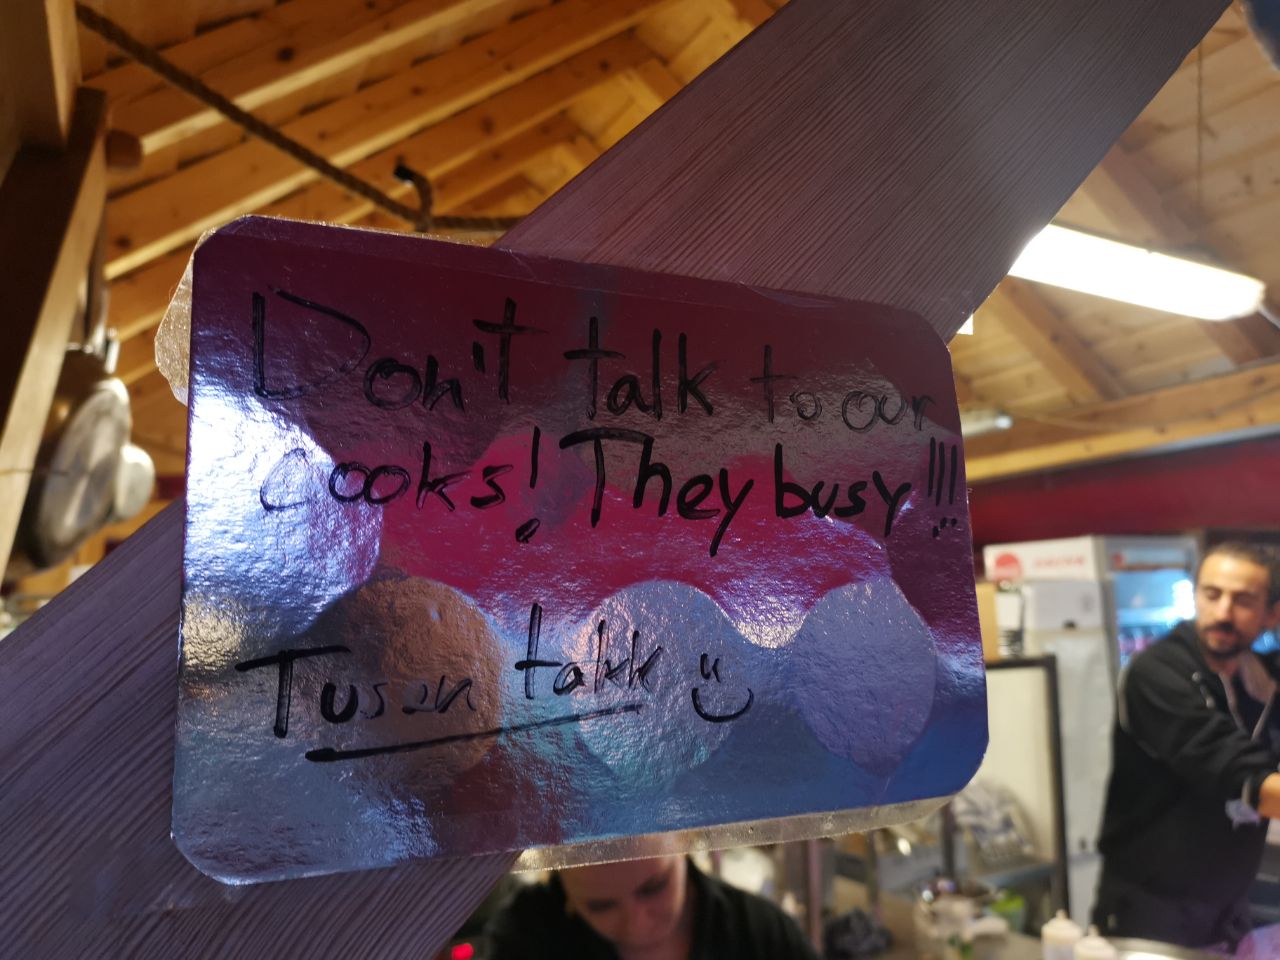 Don't talk to our
cooks! They busy!!!
Tusen takk